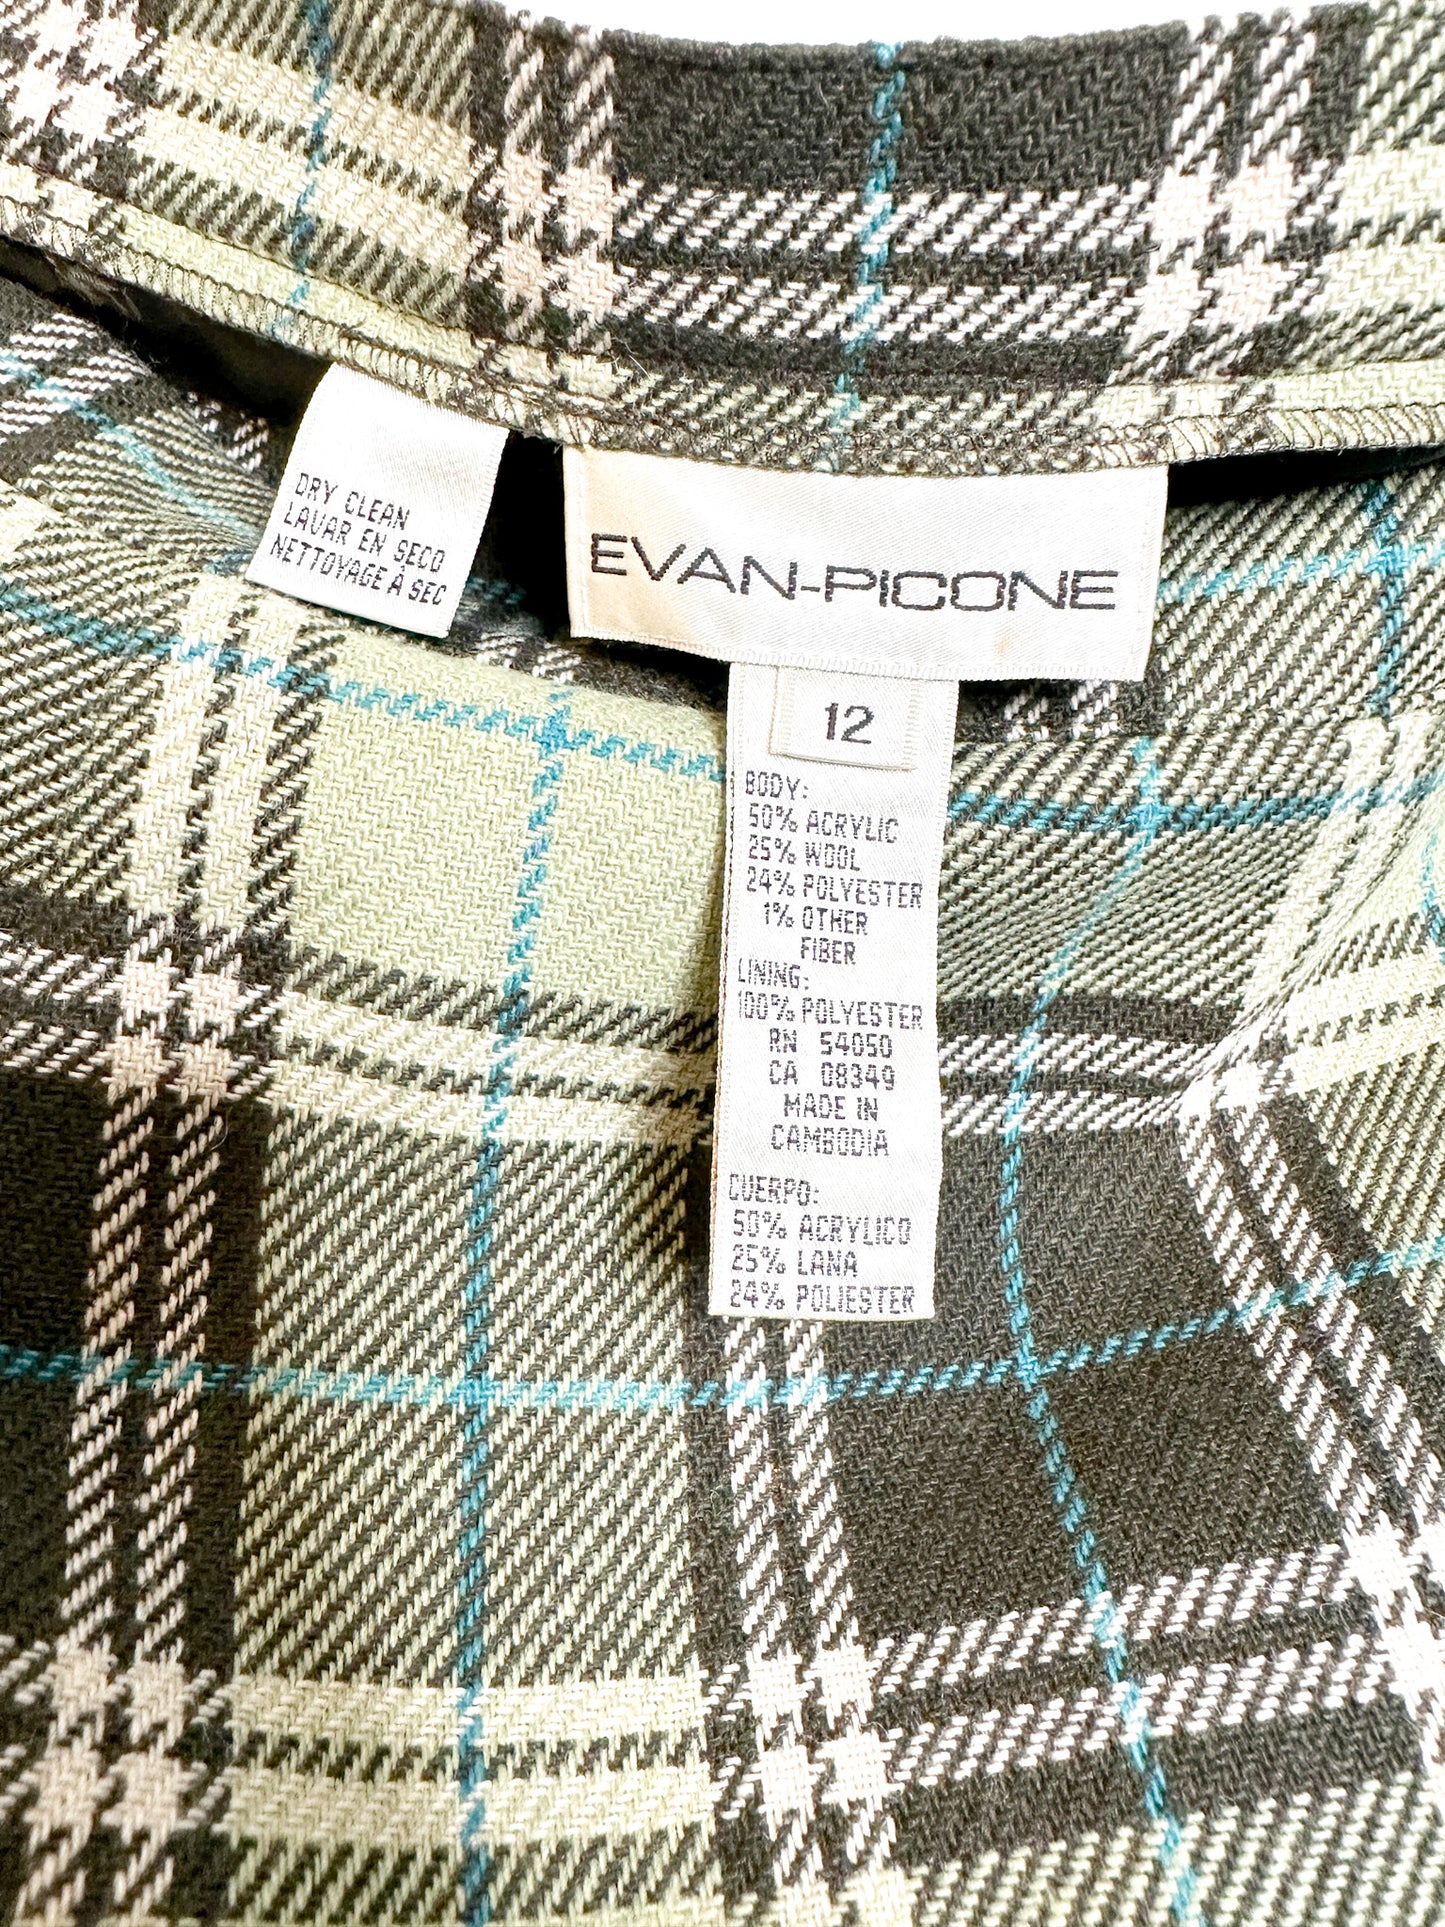 DRY CLEAN
LAVAR EN SECO
NETTOYAGE À SEC
EVAN-PICONE
12
BODY:
50% ACRYLIC
25% WOOL
24% POLYESTER
1% OTHER
FIBER
LINING:
100% POLYESTER
RN 54050
CA 08349
MADE IN
CAMBODIA
CUERPO:
50% ACRYLICO
25% LANA
24% POLIESTER